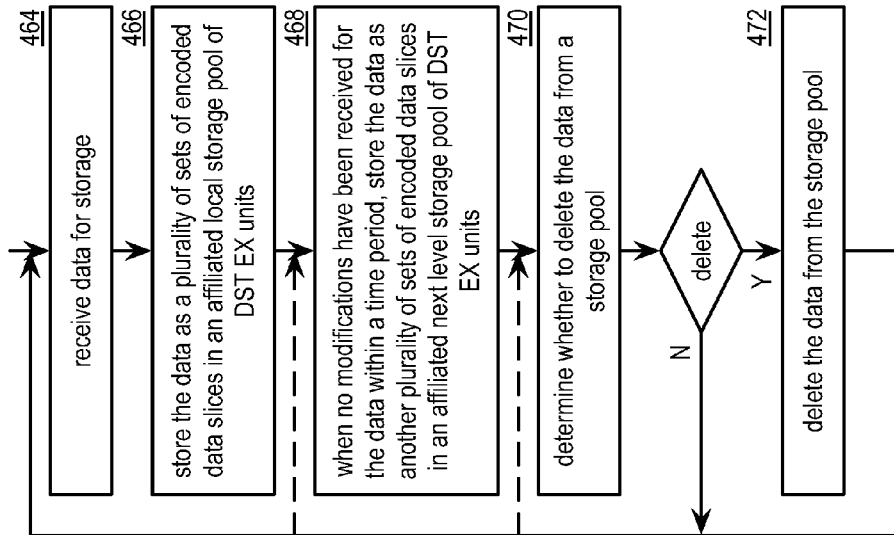 464
receive data for storage
466
store the data as a plurality of sets of encoded
data slices in an affiliated local storage pool of
DST EX units
468
when no modifications have been received for
the data within a time period, store the data as
another plurality of sets of encoded data slices
in an affiliated next level storage pool of DST
EX units
470
determine whether to delete the data from a
storage pool
delete
N
Y
472
delete the data from the storage pool